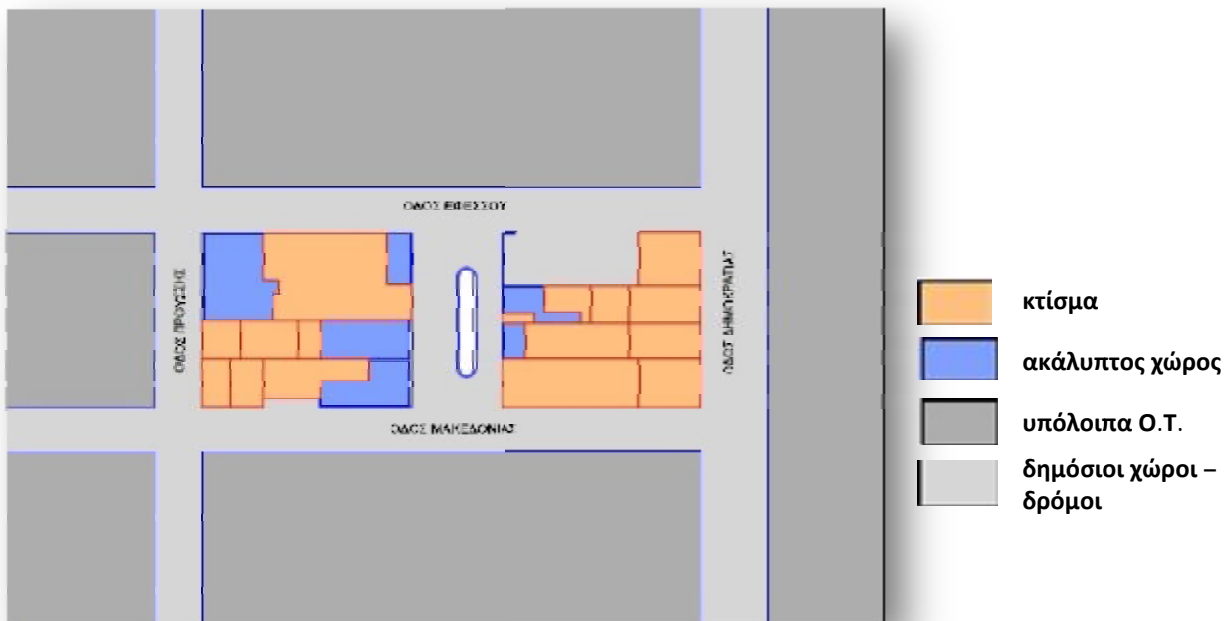 ΟΔΟΣ ΕΦΕΣΣΟΥ
ΟΔΟΣ ΠΡΟΥΣΣΗΣ
ΟΔΟΣ ΔΗΜΟΚΡΑΤΙΑΣ
ΟΔΟΣ ΜΑΚΕΔΟΝΙΑΣ
κτίσμα
ακάλυπτος χώρος
υπόλοιπα Ο.Τ.
δημόσιοι χώροι –
δρόμοι